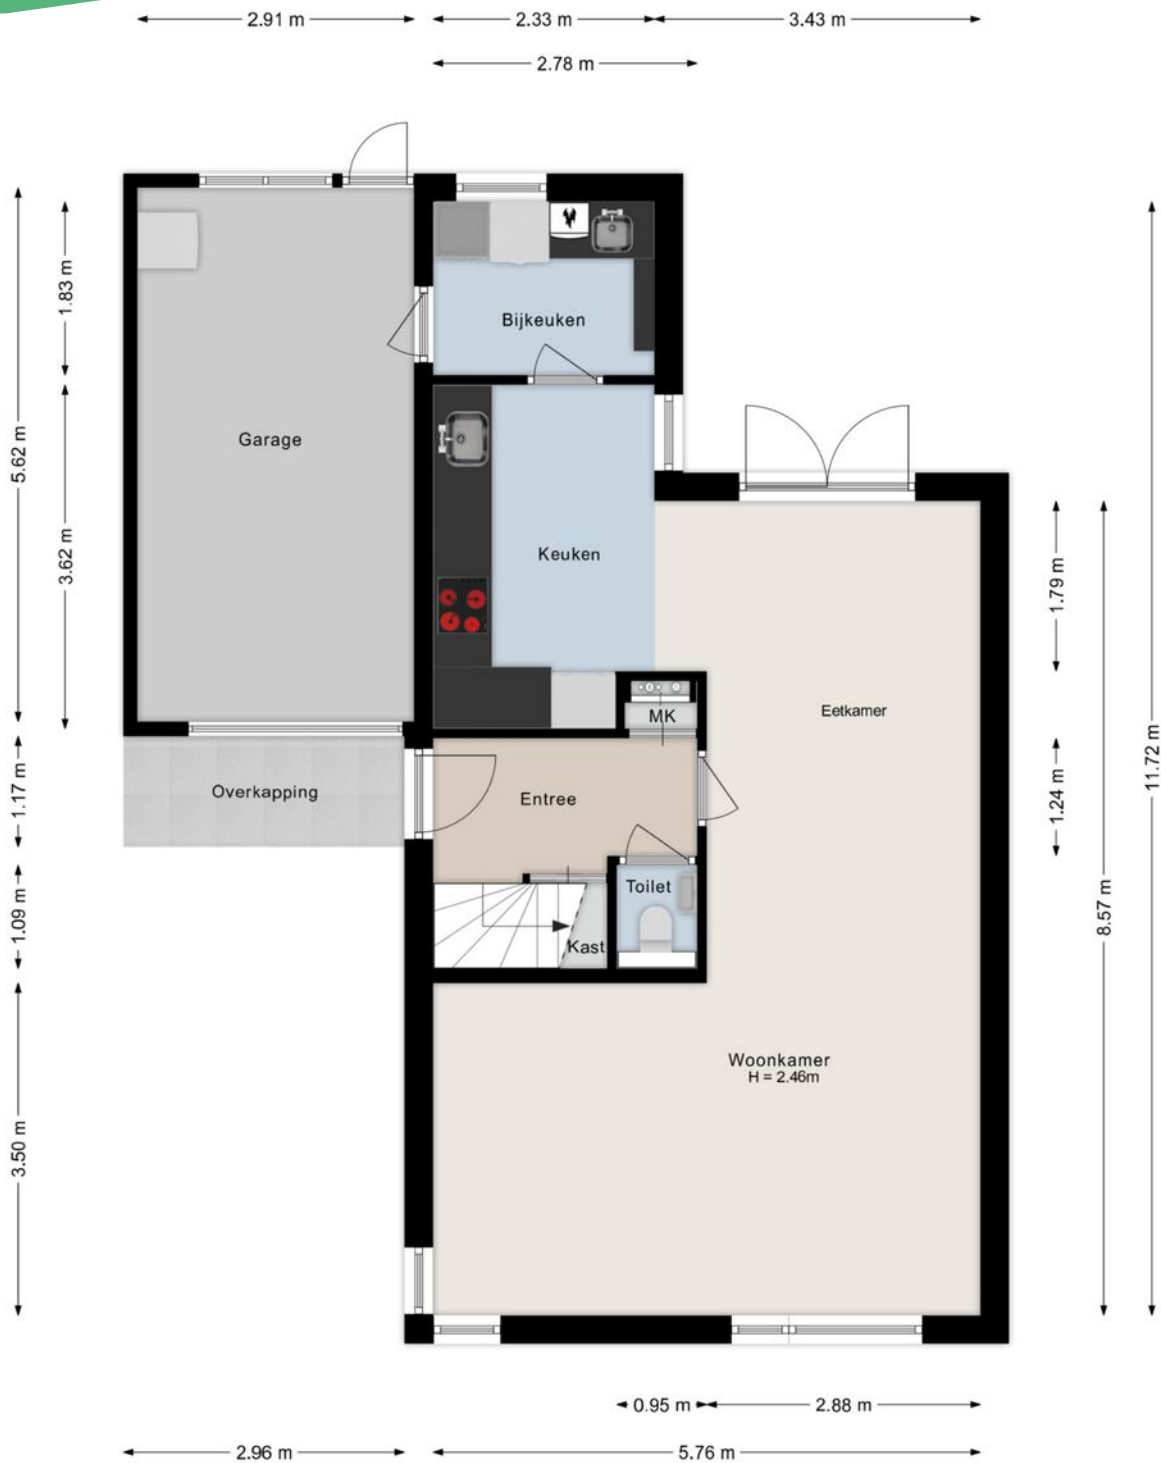 2.91 m
2.33 m
3.43 m
2.78 m
5.62 m
1.83 m
3.62 m
1.17 m
1.09 m
3.50 m
Bijkeuken
Garage
Keuken
MK
Eetkamer
Overkapping
Entree
Toilet
Kast
Woonkamer
H = 2.46m
1.79 m
1.24 m
8.57 m
11.72 m
0.95 m
2.88 m
2.96 m
5.76 m